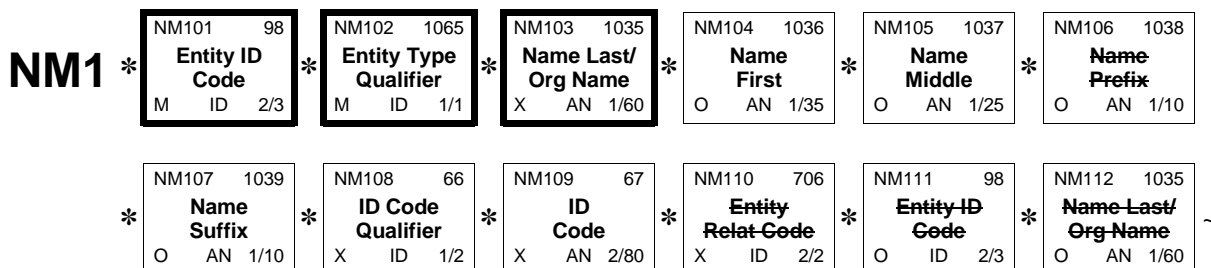 NM101 98 NM102 1065 NM103 1035 NM104 1036 NM105 1037 NM106 1038
NM1 * Entity ID Code * Entity Type Qualifier * Name Last/ Org Name * Name First * Name Middle * Name Prefix
M ID 2/3 M ID 1/1 X AN 1/60 O AN 1/35 O AN 1/25 O AN 1/10
NM107 1039 NM108 66 NM109 67 NM110 706 NM111 98 NM112 1035
* Name Suffix * ID Code Qualifier * ID Code * Entity Relat Code * Entity ID Code * Name Last/ Org Name ~
O AN 1/10 X ID 1/2 X AN 2/80 X ID 2/2 O ID 2/3 O AN 1/60